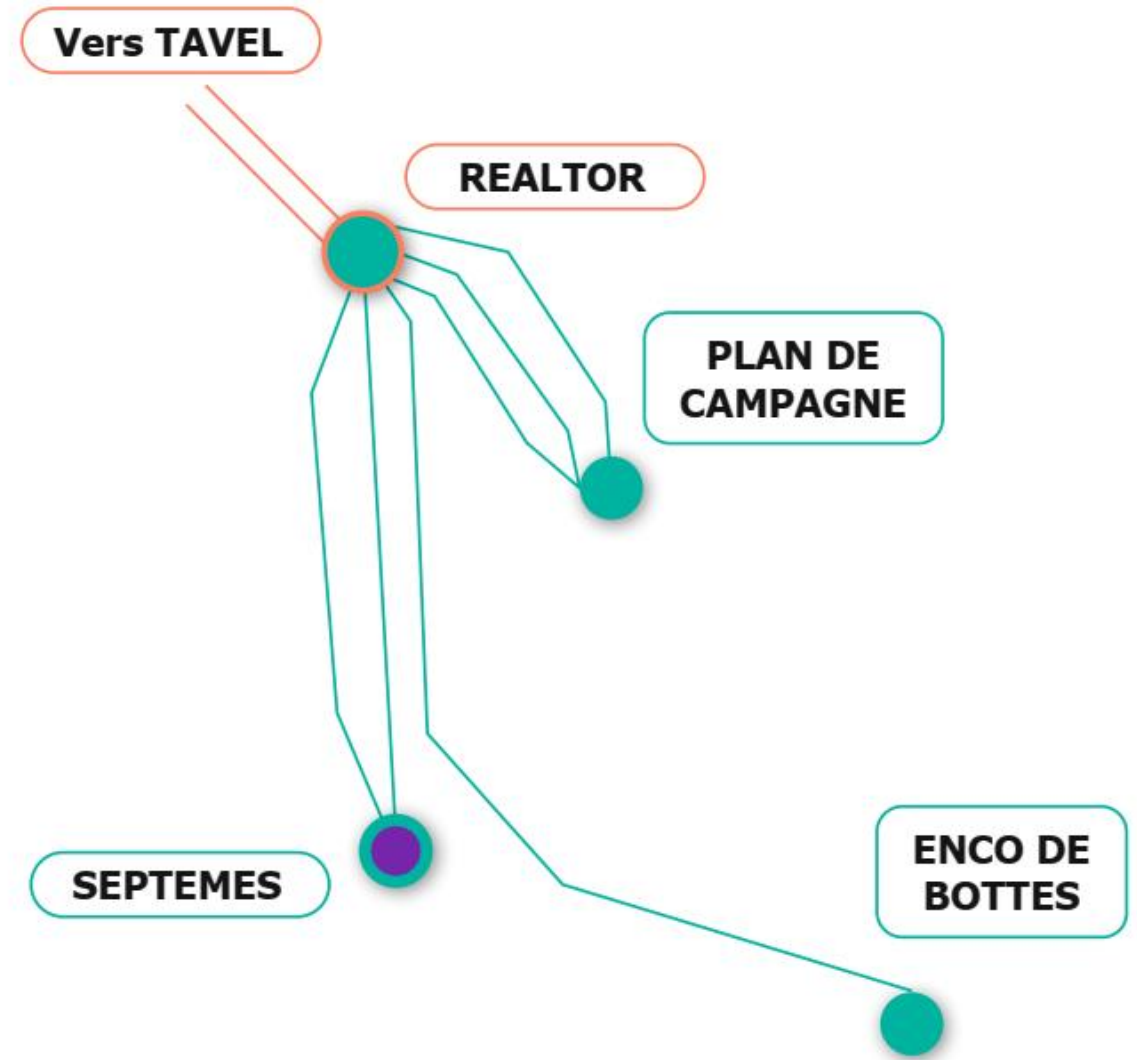 Vers TAVEL
REALTOR
PLAN DE
CAMPAGNE
SEPTEMES
ENCO DE
BOTTES